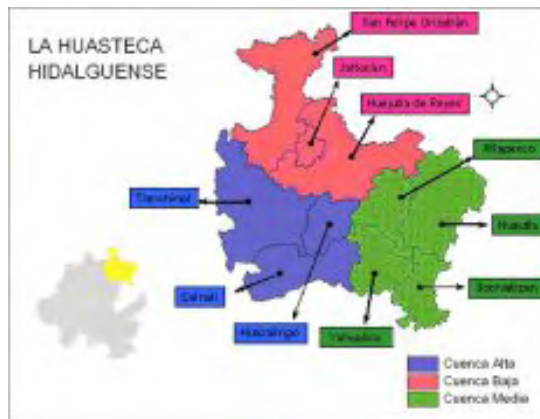 LA HUASTECA
HIDALGUENSE
San Felipe Orizatlán
Jaltocán
Huejutla de Reyes
Atlapexco
Tlanchinol
Huautla
Calnali
Xochiatipan
Huazalingo
Yahualica
Cuenca Alta
Cuenca Baja
Cuenca Media